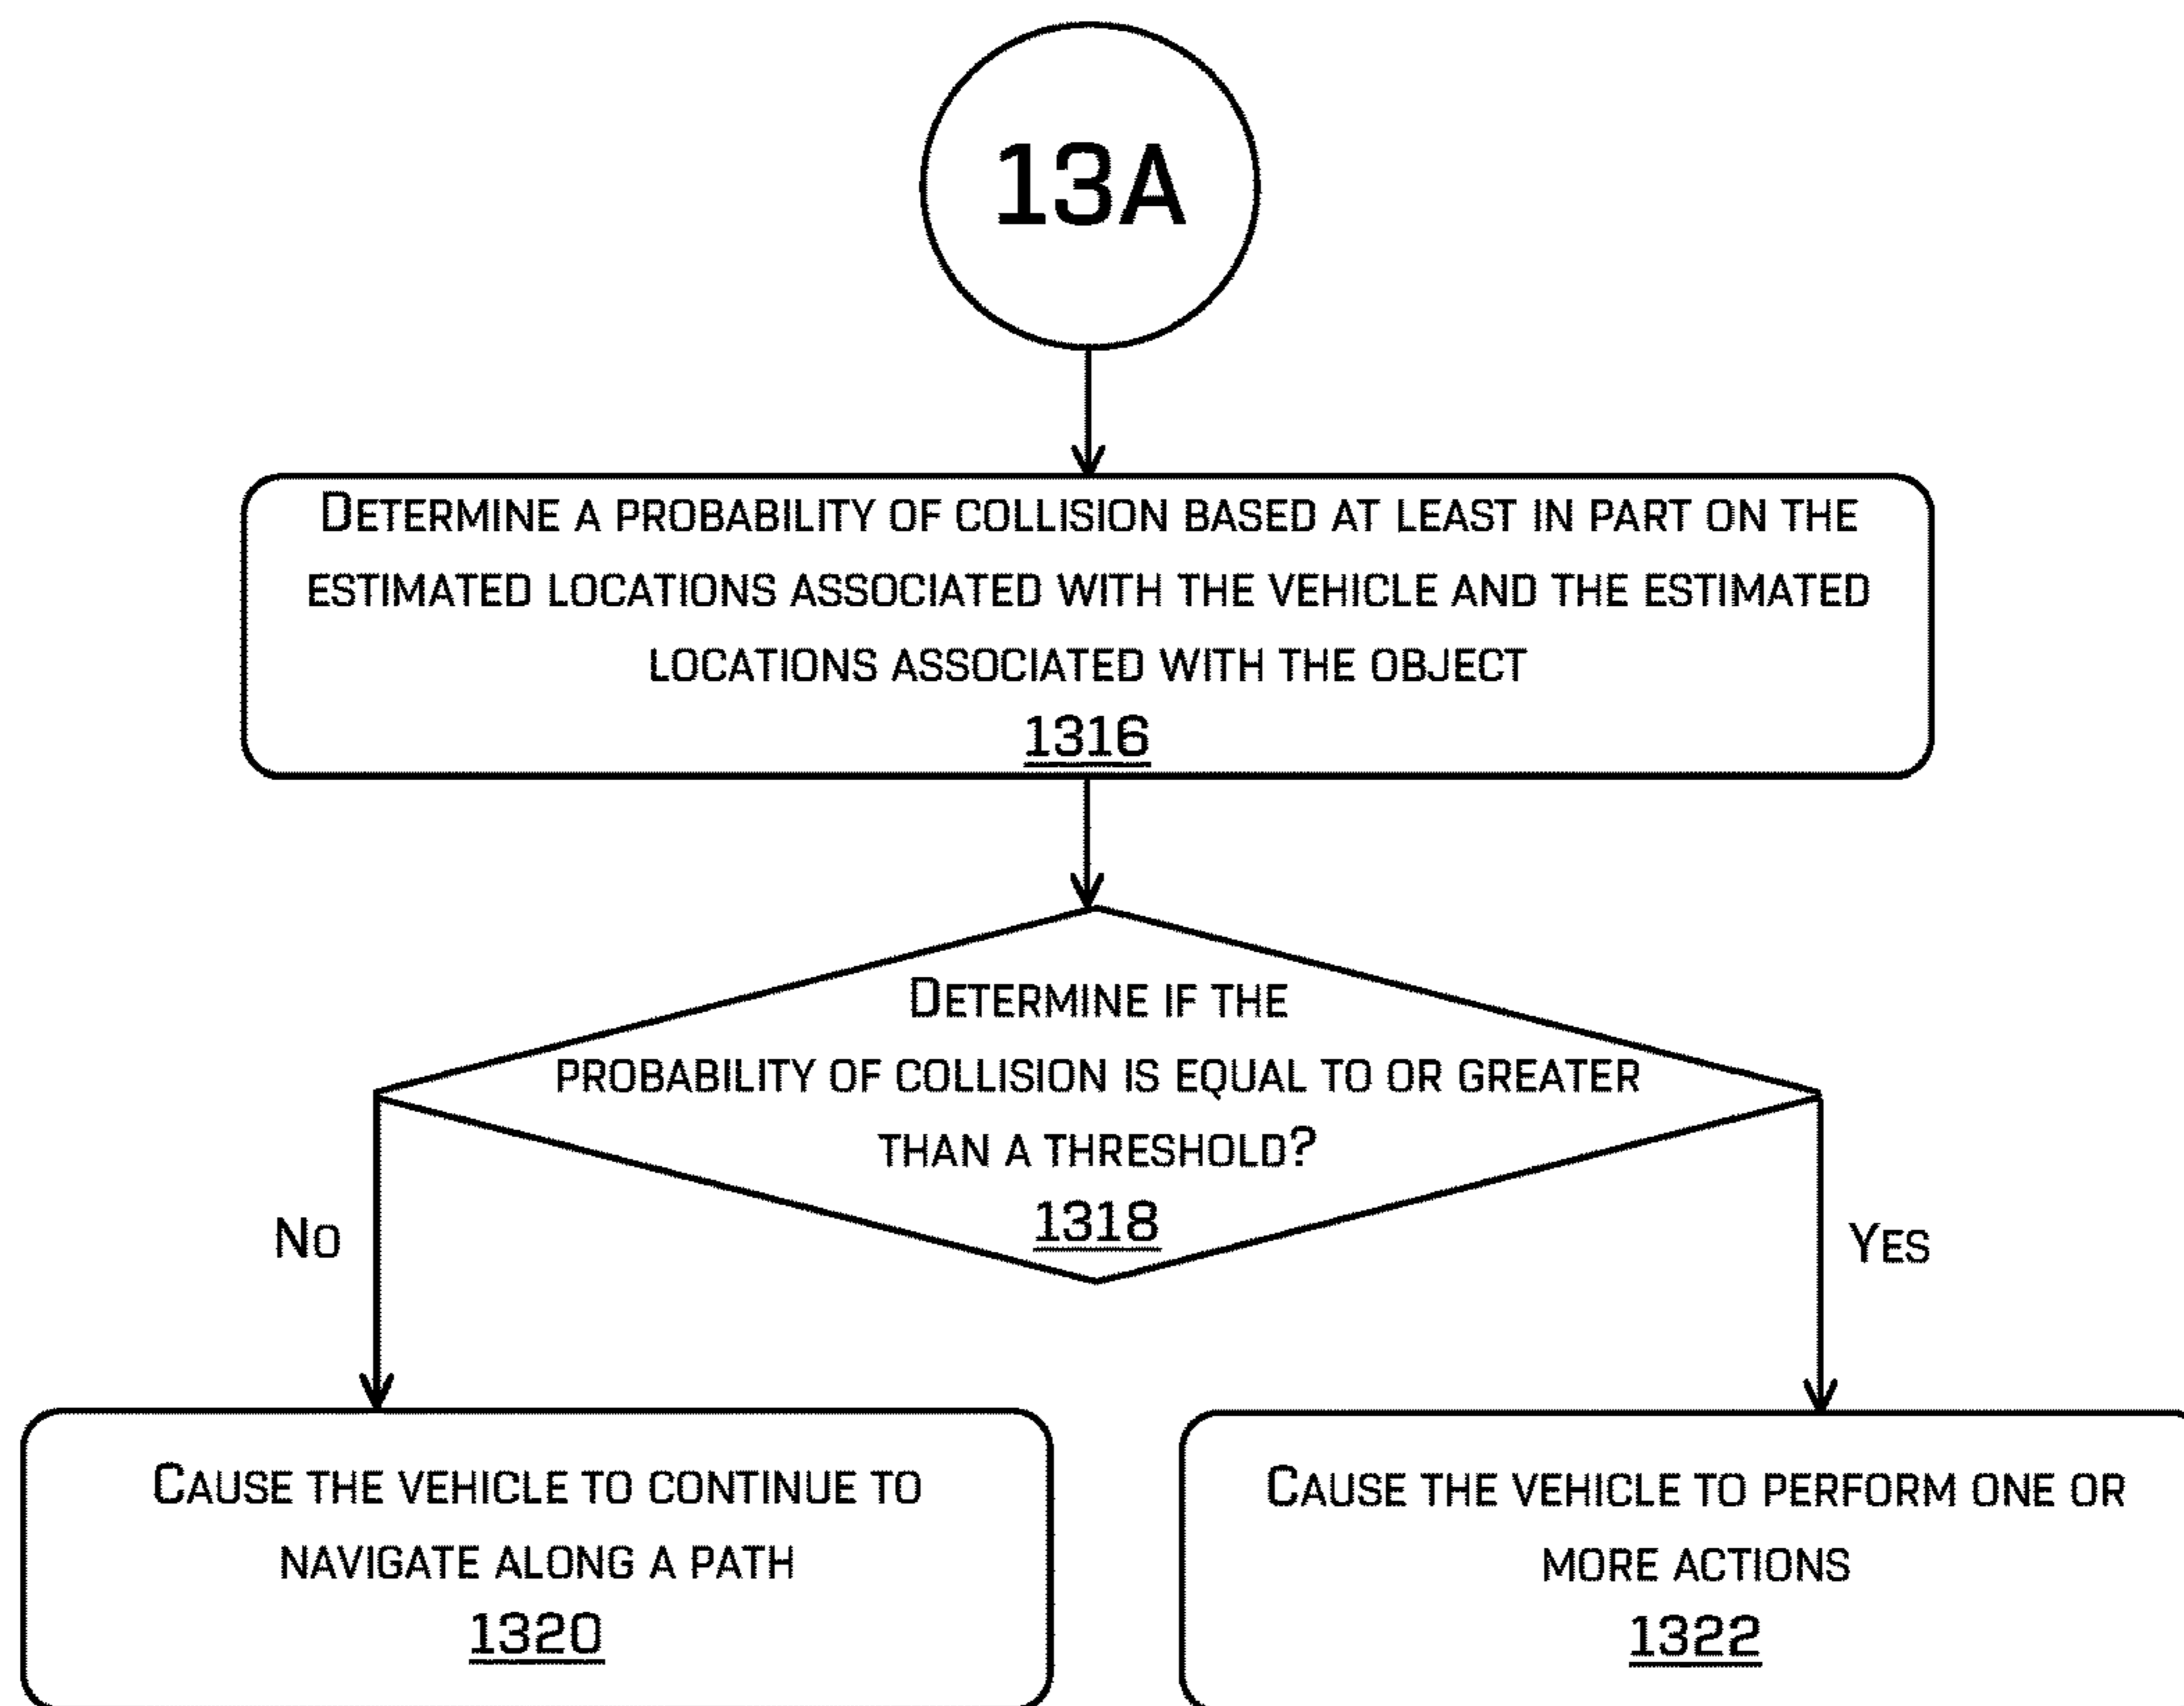 13A
Determine a probability of collision based at least in part on the
estimated locations associated with the vehicle and the estimated
locations associated with the object
1316
Determine if the
probability of collision is equal to or greater
than a threshold?
1318
No
Yes
Cause the vehicle to continue to
navigate along a path
1320
Cause the vehicle to perform one or
more actions
1322